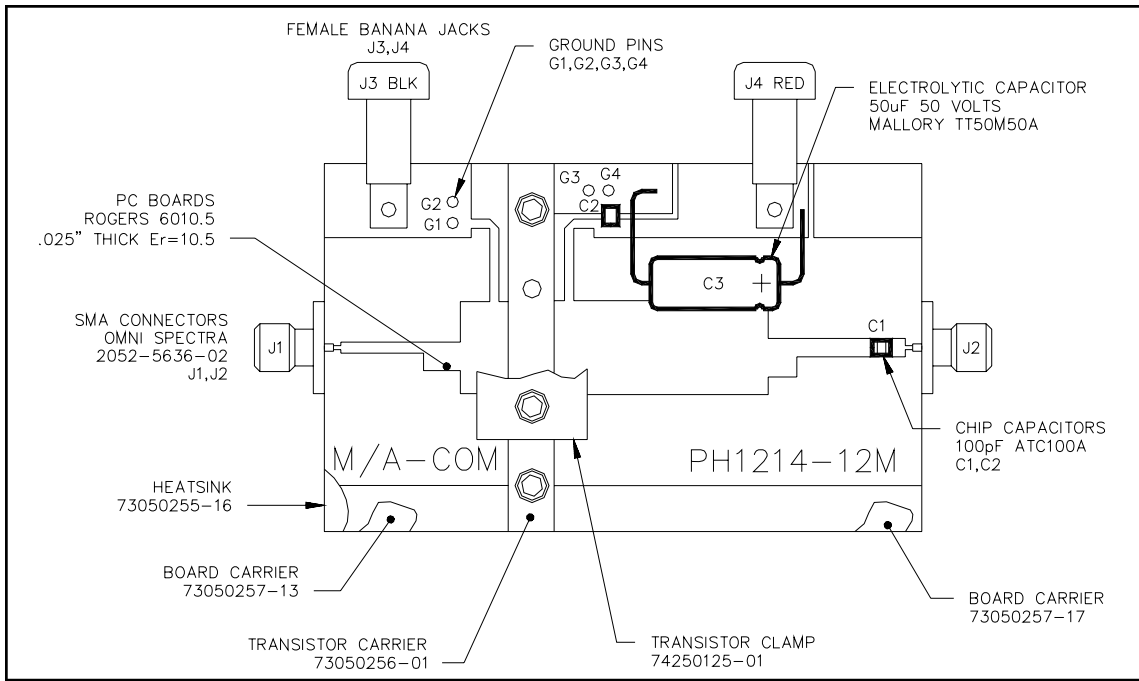 FEMALE BANANA JACKS
J3,J4
GROUND PINS
G1,G2,G3,G4
J3 BLK
J4 RED
ELECTROLYTIC CAPACITOR
50uF 50 VOLTS
MALLORY TT50M50A
PC BOARDS
ROGERS 6010.5
.025" THICK Er=10.5
G2
G1
G3
G4
C2
C3
+
SMA CONNECTORS
OMNI SPECTRA
2052-5636-02
J1,J2
J1
C1
J2
CHIP CAPACITORS
100pF ATC100A
C1,C2
M/A-COM
PH1214-12M
HEATSINK
73050255-16
BOARD CARRIER
73050257-13
BOARD CARRIER
73050257-17
TRANSISTOR CARRIER
73050256-01
TRANSISTOR CLAMP
74250125-01